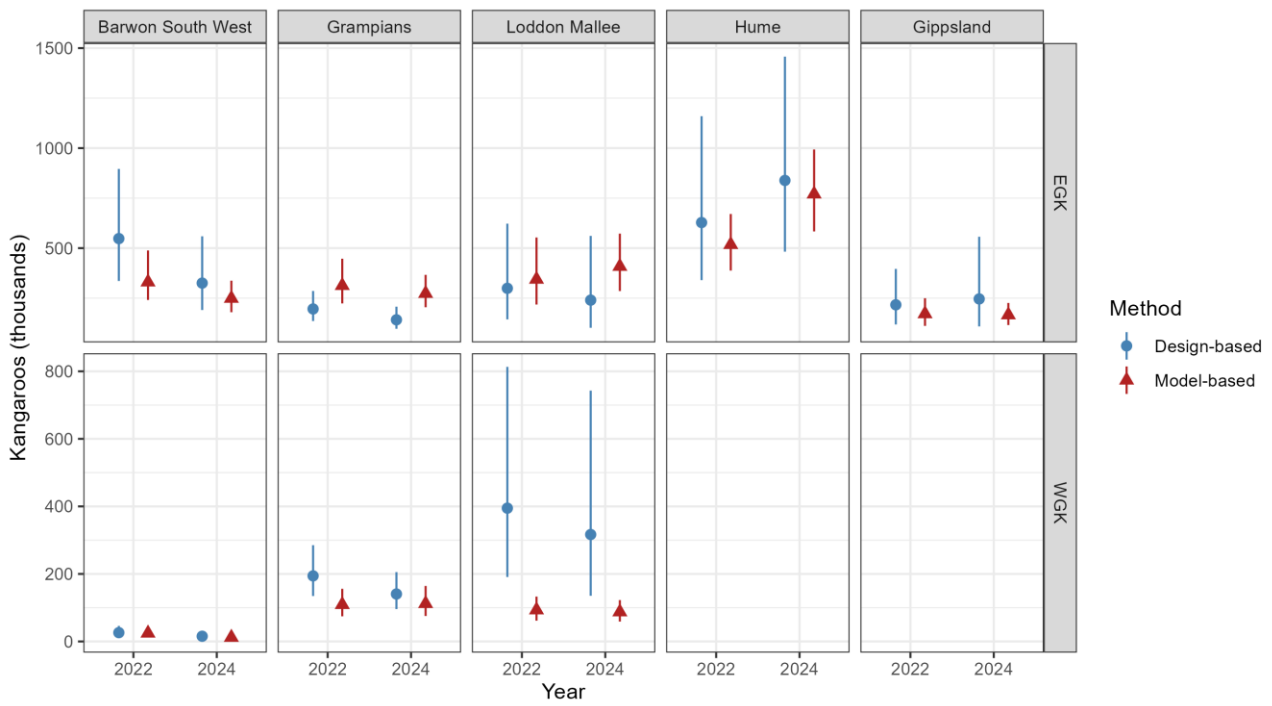 Barwon South West Grampians Loddon Mallee Hume Gippsland
1500
1000
500
EGK
800
600
400
200
0
WGK
2022 2024 2022 2024 2022 2024 2022 2024 2022 2024
Year
Kangaroos (thousands)
Method
Design-based
Model-based